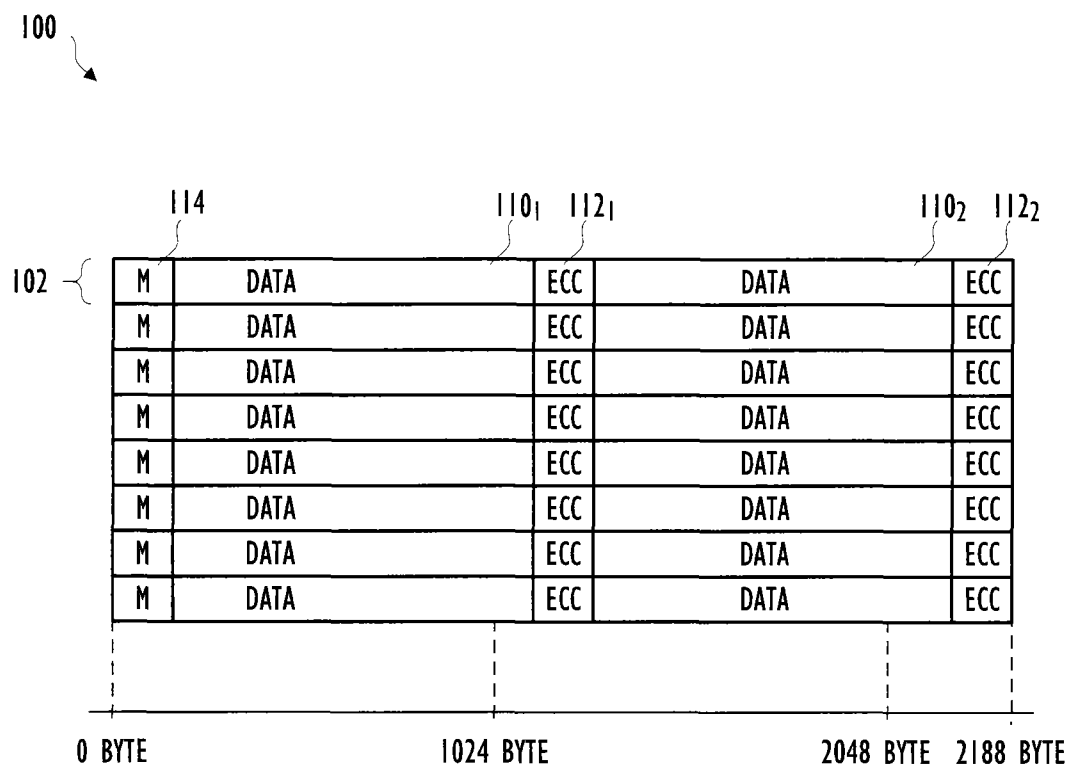 100
114 110₁ 112₁ 110₂ 112₂
102 M DATA ECC DATA ECC
M DATA ECC DATA ECC
M DATA ECC DATA ECC
M DATA ECC DATA ECC
M DATA ECC DATA ECC
M DATA ECC DATA ECC
M DATA ECC DATA ECC
M DATA ECC DATA ECC
0 BYTE 1024 BYTE 2048 BYTE 2188 BYTE